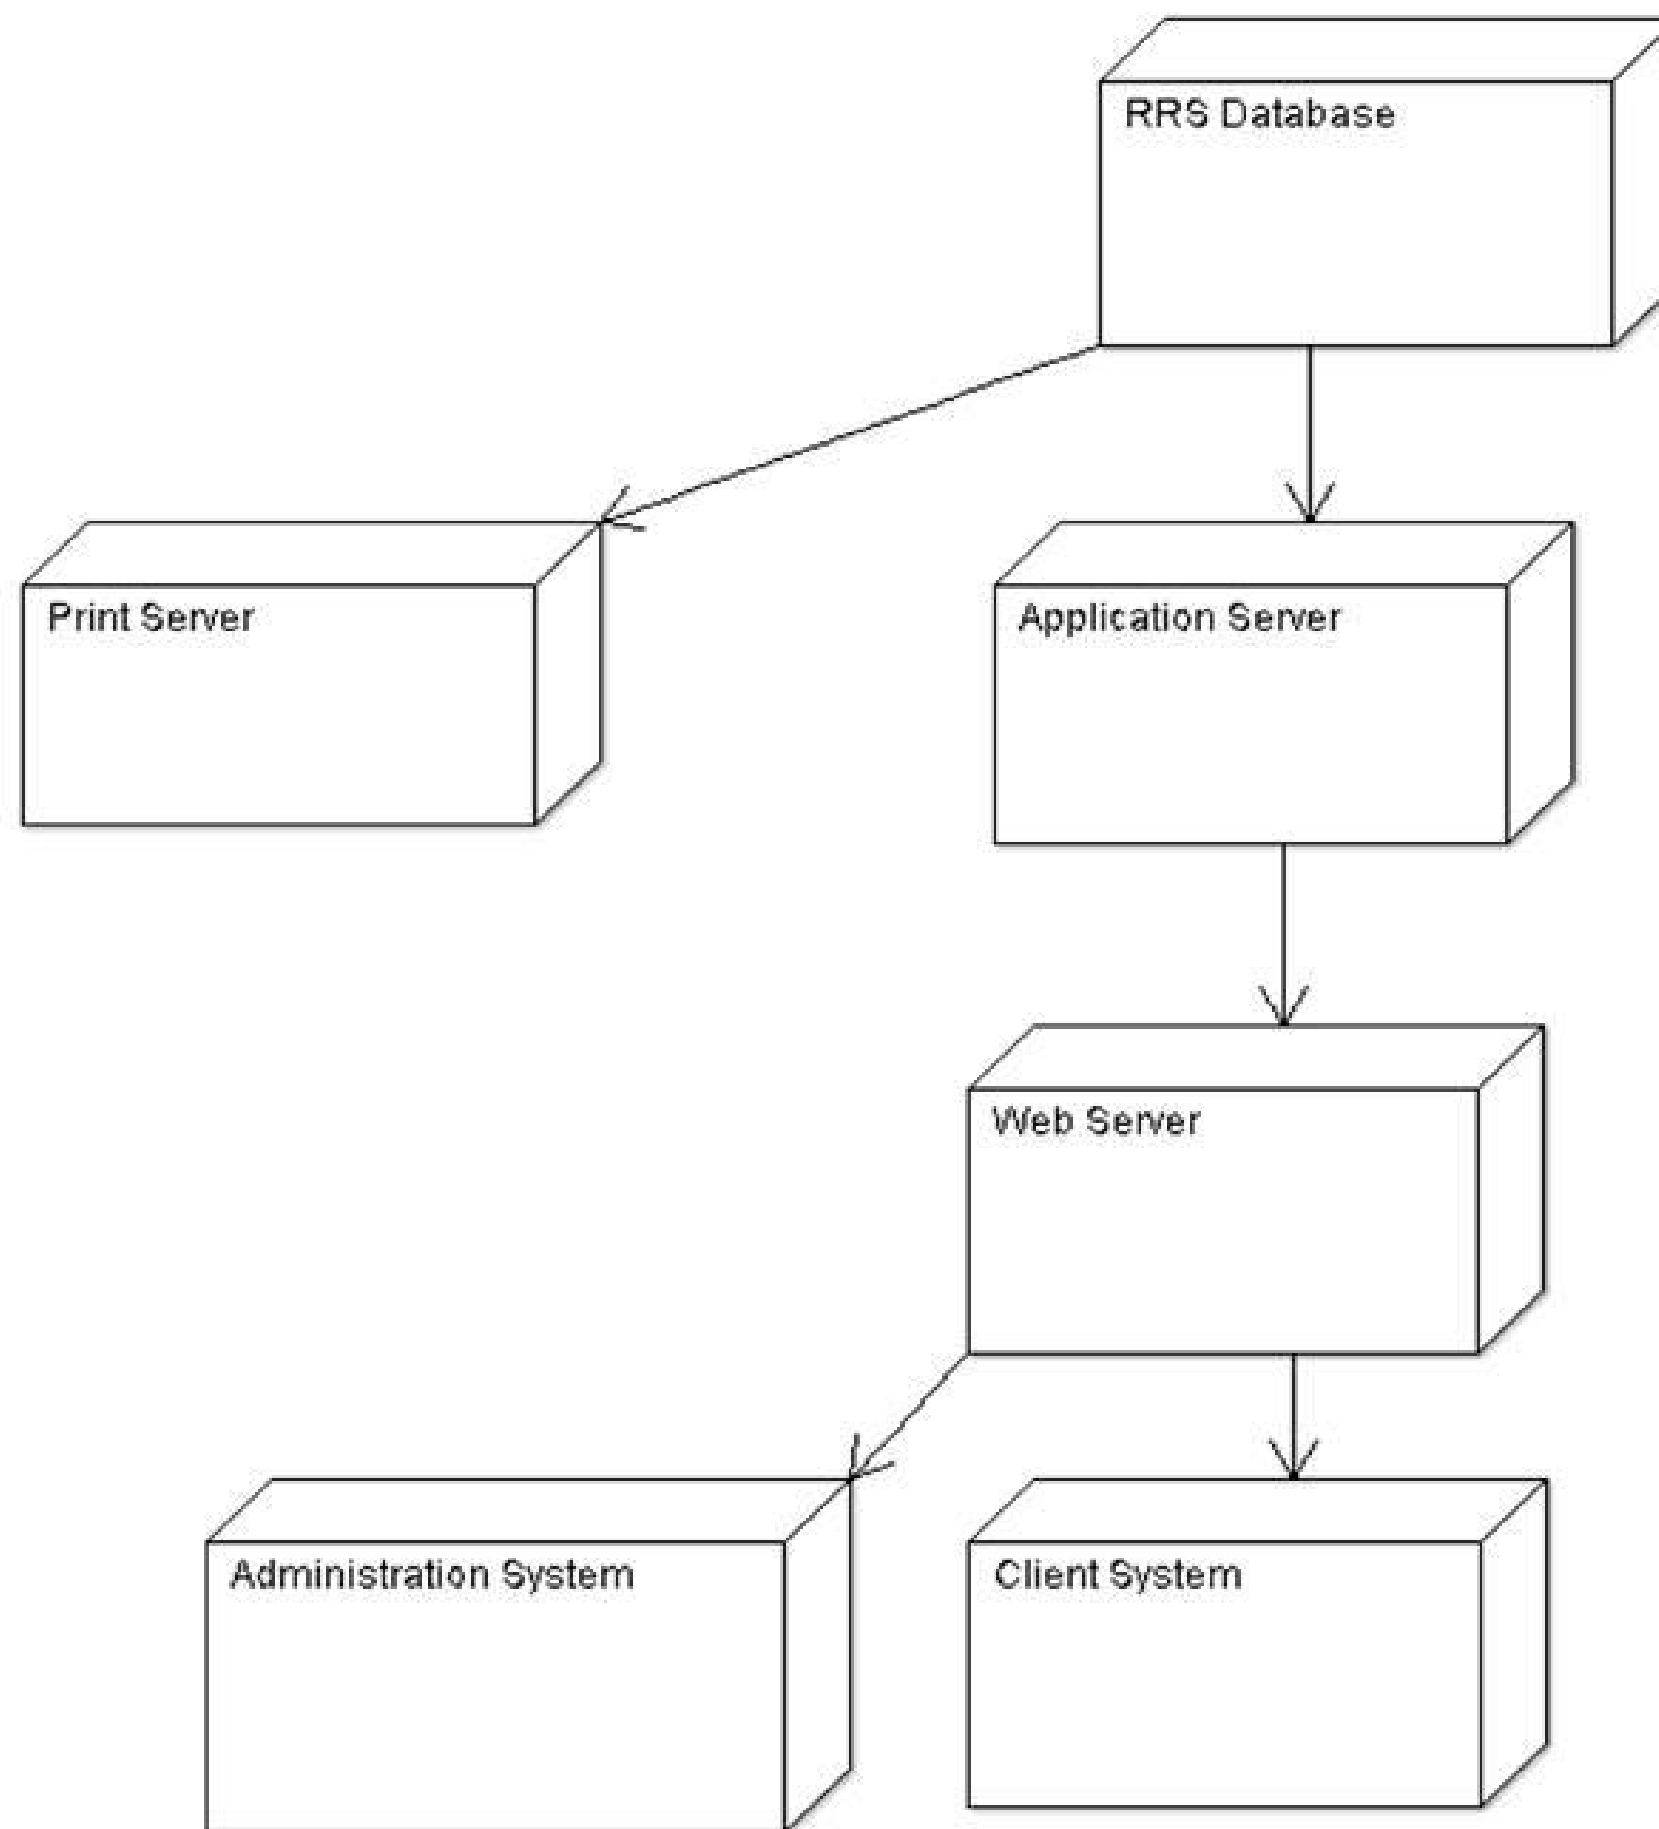 RRS Database
Print Server
Application Server
Web Server
Administration System
Client System